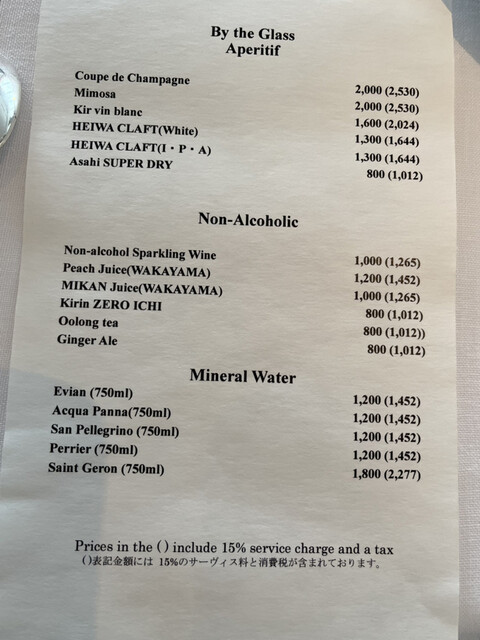 By the Glass
Aperitif
Coupe de Champagne 2,000 (2,530)
Mimosa 2,000 (2,530)
Kir vin blanc 1,600 (2,024)
HEIWA CLAFT(White) 1,300 (1,644)
HEIWA CLAFT(I・P・A) 1,300 (1,644)
Asahi SUPER DRY 800 (1,012)
Non-Alcoholic
Non-alcohol Sparkling Wine 1,000 (1,265)
Peach Juice(WAKAYAMA) 1,200 (1,452)
MIKAN Juice(WAKAYAMA) 1,000 (1,265)
Kirin ZERO ICHI 800 (1,012)
Oolong tea 800 (1,012))
Ginger Ale 800 (1,012)
Mineral Water
Evian (750ml) 1,200 (1,452)
Acqua Panna(750ml) 1,200 (1,452)
San Pellegrino (750ml) 1,200 (1,452)
Perrier (750ml) 1,200 (1,452)
Saint Geron (750ml) 1,800 (2,277)
Prices in the ( ) include 15% service charge and a tax
( )表記金額には 15%のサーヴィス料と消費税が含まれております。